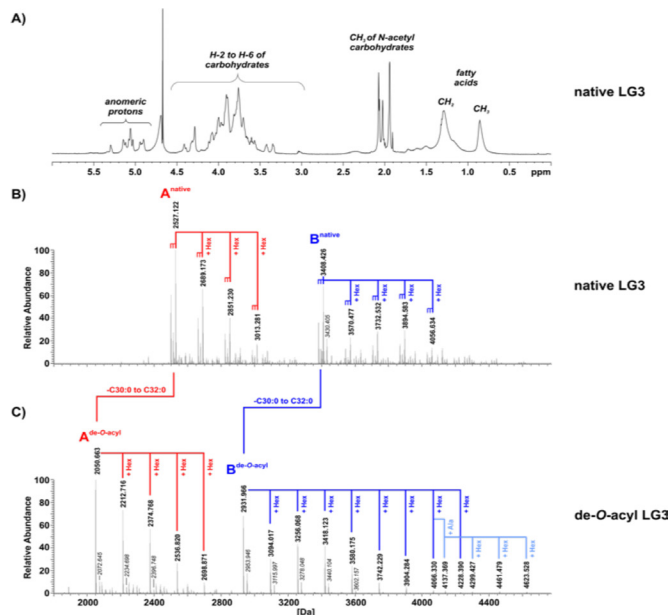 A)
H-2 to H-6 of
carbohydrates
CH3 of N-acetyl
carbohydrates
fatty
acids
anomeric
protons
CH2
CH3
native LG3
5.5 5.0 4.5 4.0 3.5 3.0 2.5 2.0 1.5 1.0 0.5 ppm
B)
A native
2527.122
+ Hex
2689.173
+ Hex
2851.230
+ Hex
3013.281
B native
3408.426
3430.408
+ Hex
3570.477
+ Hex
3732.532
+ Hex
3894.583
+ Hex
4056.634
native LG3
Relative Abundance
100
80
60
40
20
0
-C30:0 to C32:0
-C30:0 to C32:0
C)
A de-O-acyl
2050.663
2072.645
+ Hex
2212.716
2234.698
+ Hex
2374.768
2396.748
+ Hex
2536.820
+ Hex
2698.871
B de-O-acyl
2931.966
2953.946
+ Hex
3094.017
3115.997
+ Hex
3256.068
3278.048
+ Hex
3418.123
3440.104
+ Hex
3580.175
3602.157
+ Hex
3742.229
+ Hex
3904.284
+ Hex
4066.330
+ Ala
4137.369
+ Hex
4228.390
4299.427
+ Hex
4461.479
+ Hex
4623.528
de-O-acyl LG3
Relative Abundance
100
80
60
40
20
0
2000 2400 2800 3200 3600 4000 4400
[Da]